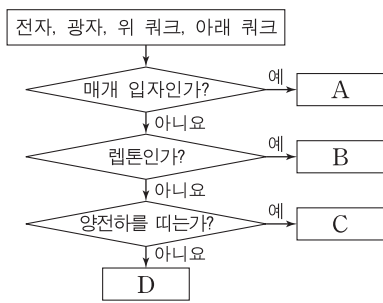 전자, 광자, 위 쿼크, 아래 쿼크
매개 입자인가?
예
A
아니요
렙톤인가?
예
B
아니요
양전하를 띠는가?
예
C
아니요
D